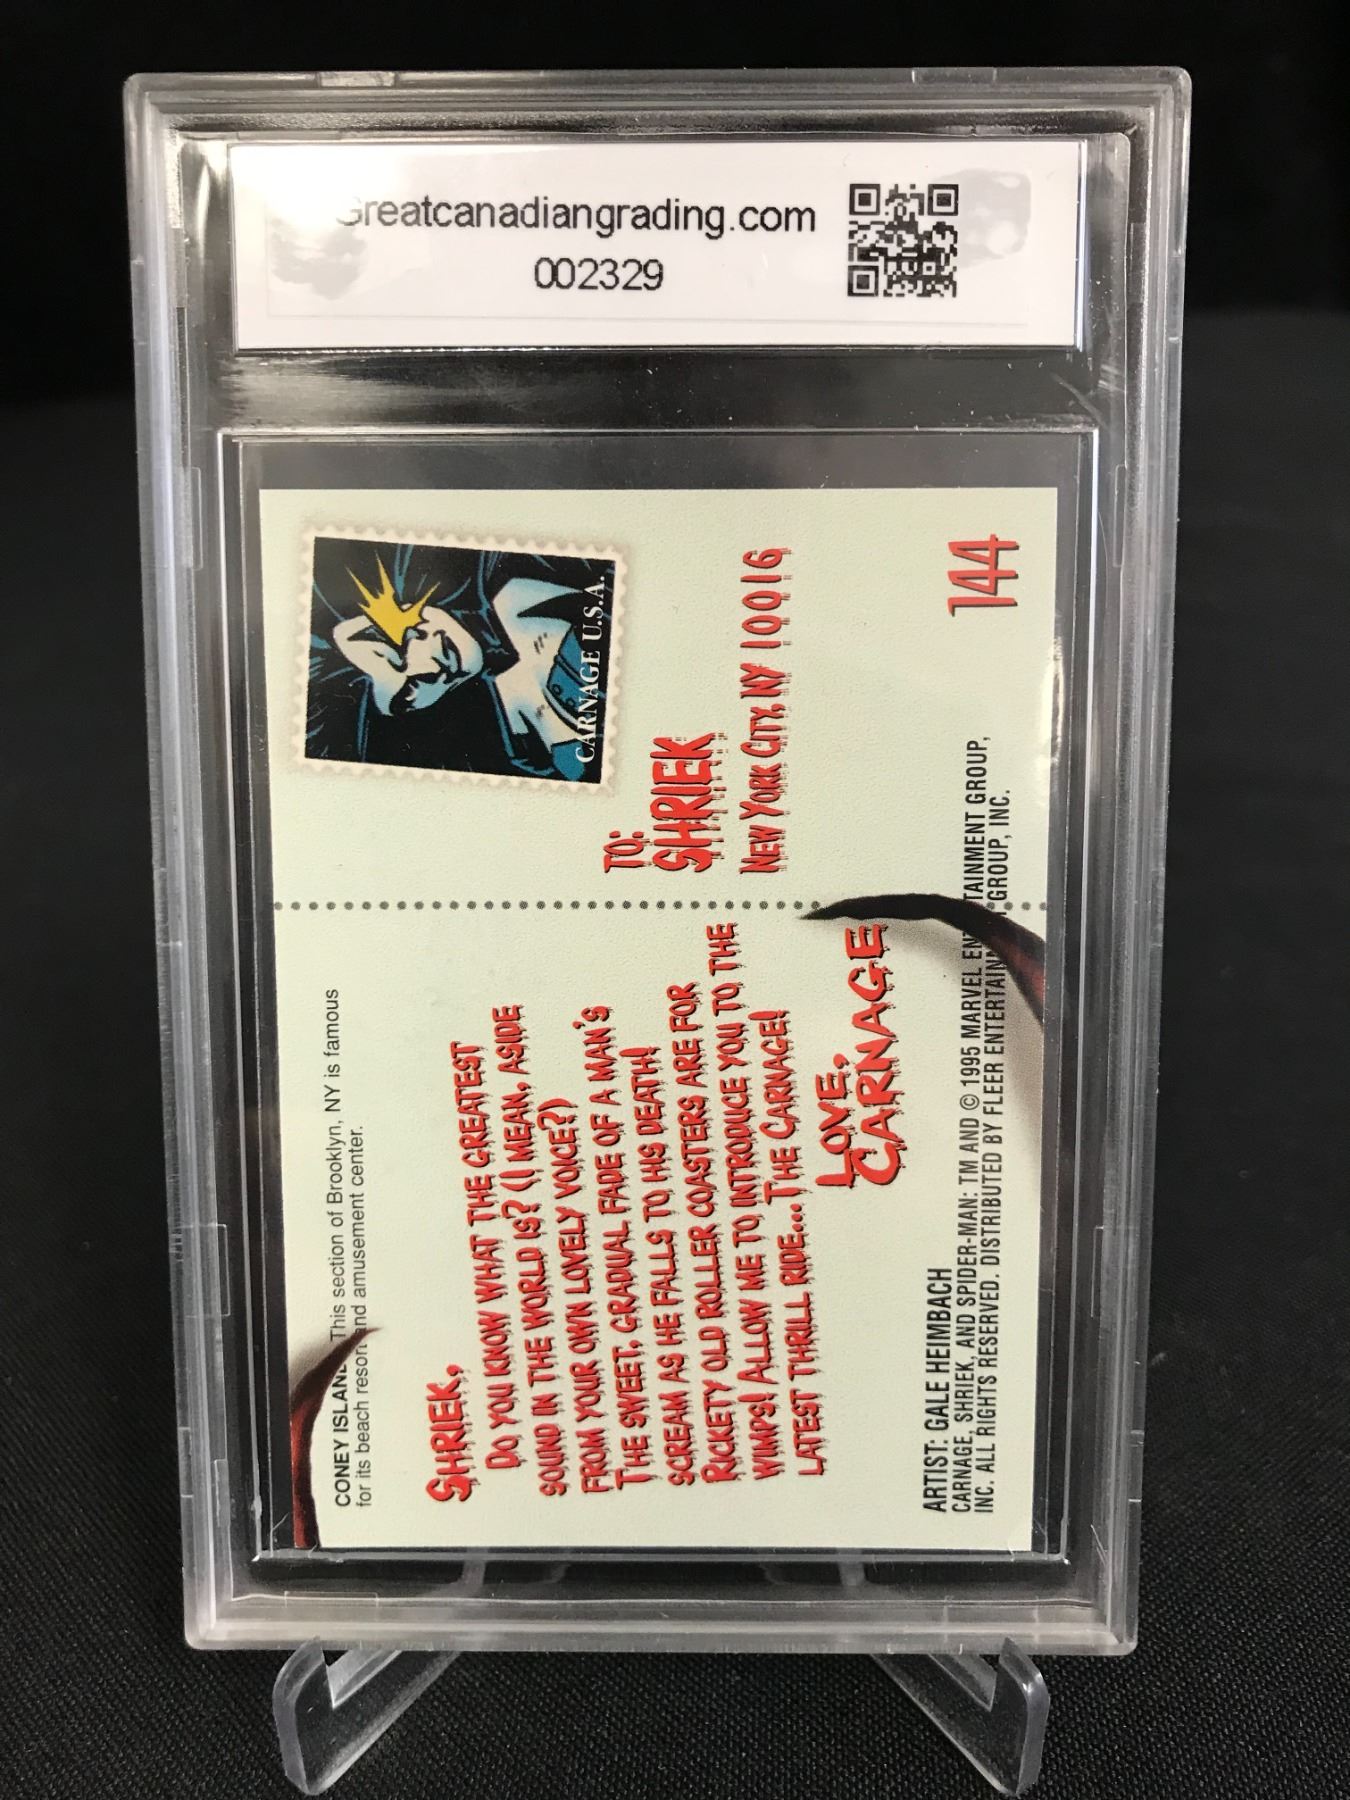 Greatcanadiangrading.com
002329
CONEY ISLAND This section of Brooklyn, NY is famous
for its beach resort and amusement center.
SHRIEK,
DO YOU KNOW WHAT THE GREATEST
SOUND IN THE WORLD IS? (I MEAN, ASIDE
FROM YOUR OWN LOVELY VOICE?)
THE SWEET, GRADUAL FADE OF A MAN'S
SCREAM AS HE FALLS TO HIS DEATH!
RICKETY OLD ROLLER COASTERS ARE FOR
WIMPS! ALLOW ME TO INTRODUCE YOU TO THE
LATEST THRILL RIDE... THE CARNAGE!
LOVE,
CARNAGE
CARNAGE U.S.A.
TO:
SHRIEK
NEW YORK CITY, NY 10016
144
ARTIST: GALE HEIMBACH
CARNAGE, SHRIEK, AND SPIDER-MAN: TM AND © 1995 MARVEL ENTERTAINMENT GROUP,
INC. ALL RIGHTS RESERVED. DISTRIBUTED BY FLEER ENTERTAINMENT GROUP, INC.